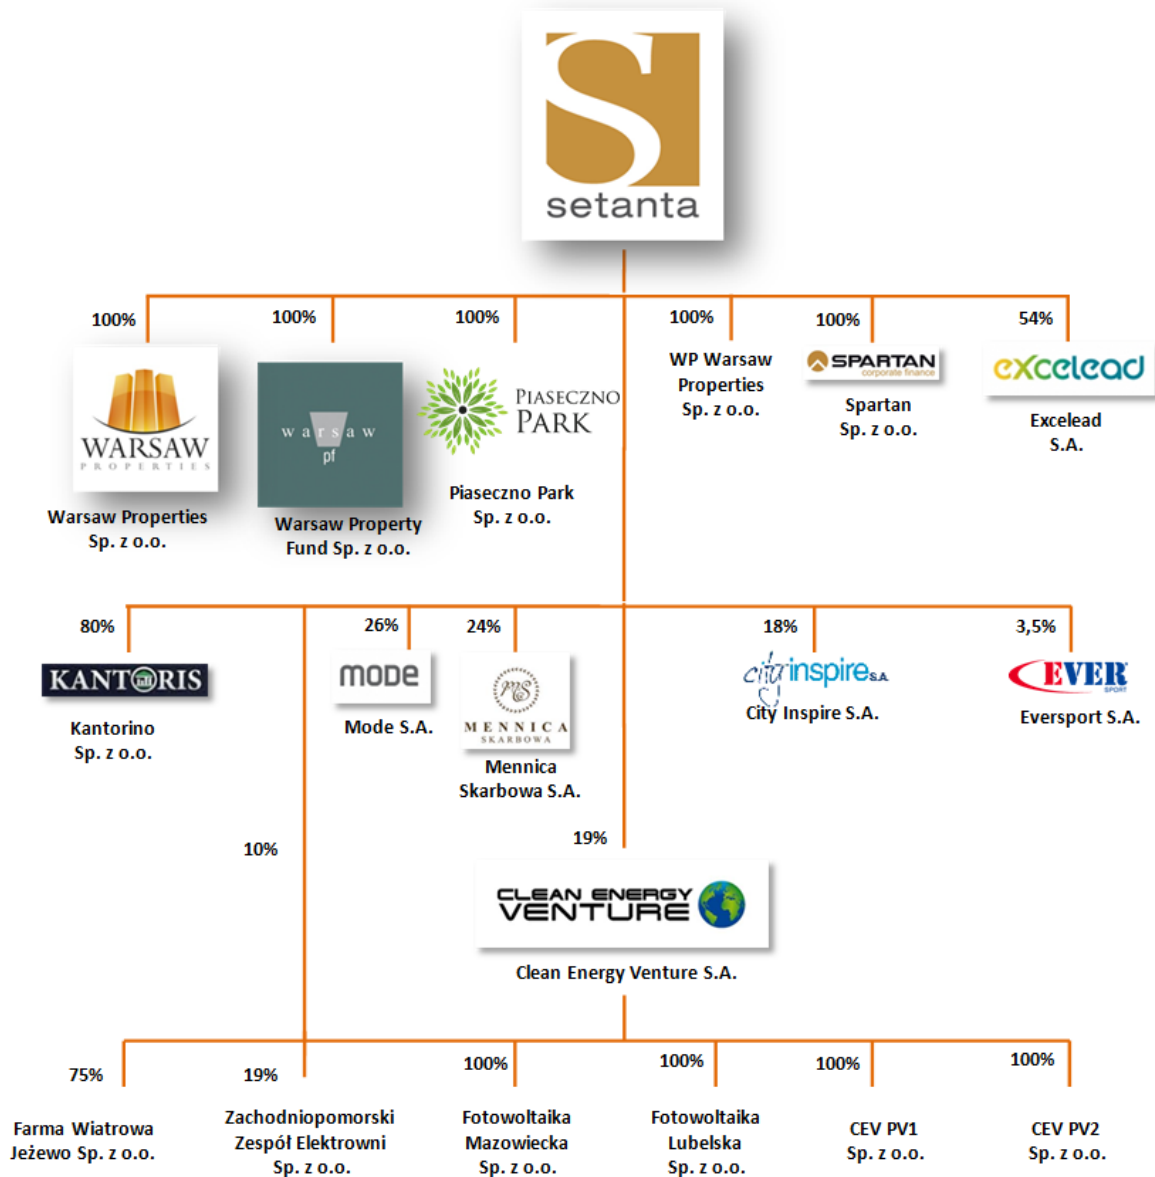 S
setanta
100%
100%
100%
100%
100%
54%
WARSAW
PROPERTIES
Warsaw Properties
Sp. z o.o.
warsaw
pf
Warsaw Property
Fund Sp. z o.o.
PIASECZNO
PARK
Piaseczno Park
Sp. z o.o.
WP Warsaw
Properties
Sp. z o.o.
SPARTAN
corporate finance
Spartan
Sp. z o.o.
excelead
Excelead
S.A.
80%
26%
24%
18%
3,5%
KANTORIS
Kantorino
Sp. z o.o.
MODE
Mode S.A.
MS
MENNICA
SKARBOWA
Mennica
Skarbowa S.A.
city inspire S.A.
City Inspire S.A.
EVER
SPORT
Eversport S.A.
10%
19%
CLEAN ENERGY
VENTURE
Clean Energy Venture S.A.
75%
19%
100%
100%
100%
100%
Farma Wiatrowa
Jeżewo Sp. z o.o.
Zachodniopomorski
Zespół Elektrowni
Sp. z o.o.
Fotowoltaika
Mazowiecka
Sp. z o.o.
Fotowoltaika
Lubelska
Sp. z o.o.
CEV PV1
Sp. z o.o.
CEV PV2
Sp. z o.o.